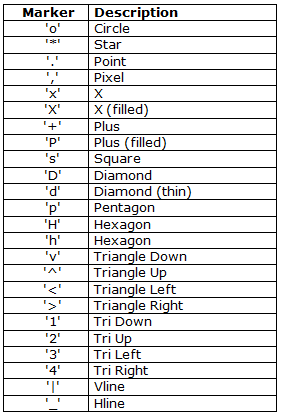 Marker Description
'o' Circle
'*' Star
'.' Point
',' Pixel
'x' X
'X' X (filled)
'+' Plus
'P' Plus (filled)
's' Square
'D' Diamond
'd' Diamond (thin)
'p' Pentagon
'H' Hexagon
'h' Hexagon
'v' Triangle Down
'^' Triangle Up
'<' Triangle Left
'>' Triangle Right
'1' Tri Down
'2' Tri Up
'3' Tri Left
'4' Tri Right
'|' Vline
'_' Hline